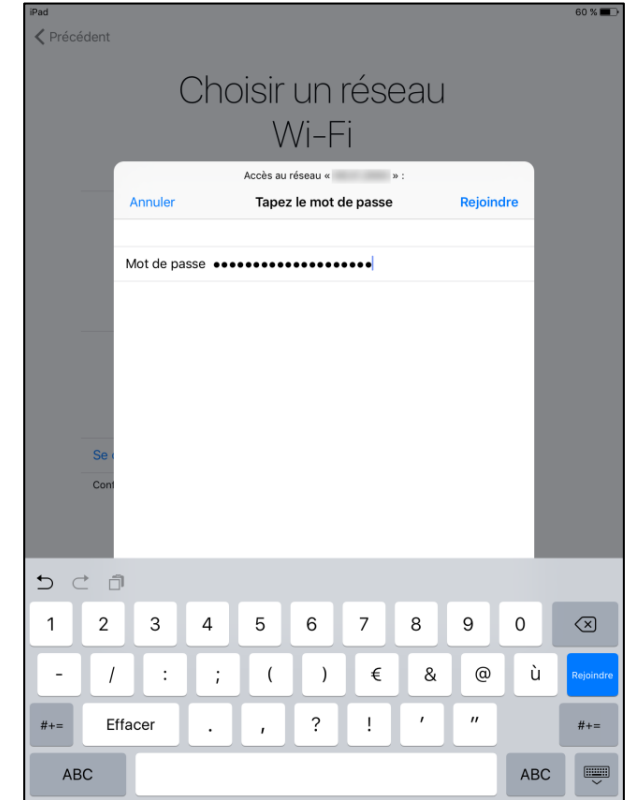 iPad 60 %
Précédent
Choisir un réseau
Wi-Fi
Accès au réseau « » :
Annuler Tapez le mot de passe Rejoindre
Mot de passe ••••••••••••••••••••
Se
Conf
1 2 3 4 5 6 7 8 9 0
- / : ; ( ) € & @ ù Rejoindre
#+= Effacer . , ? ! ' " #+=
ABC ABC